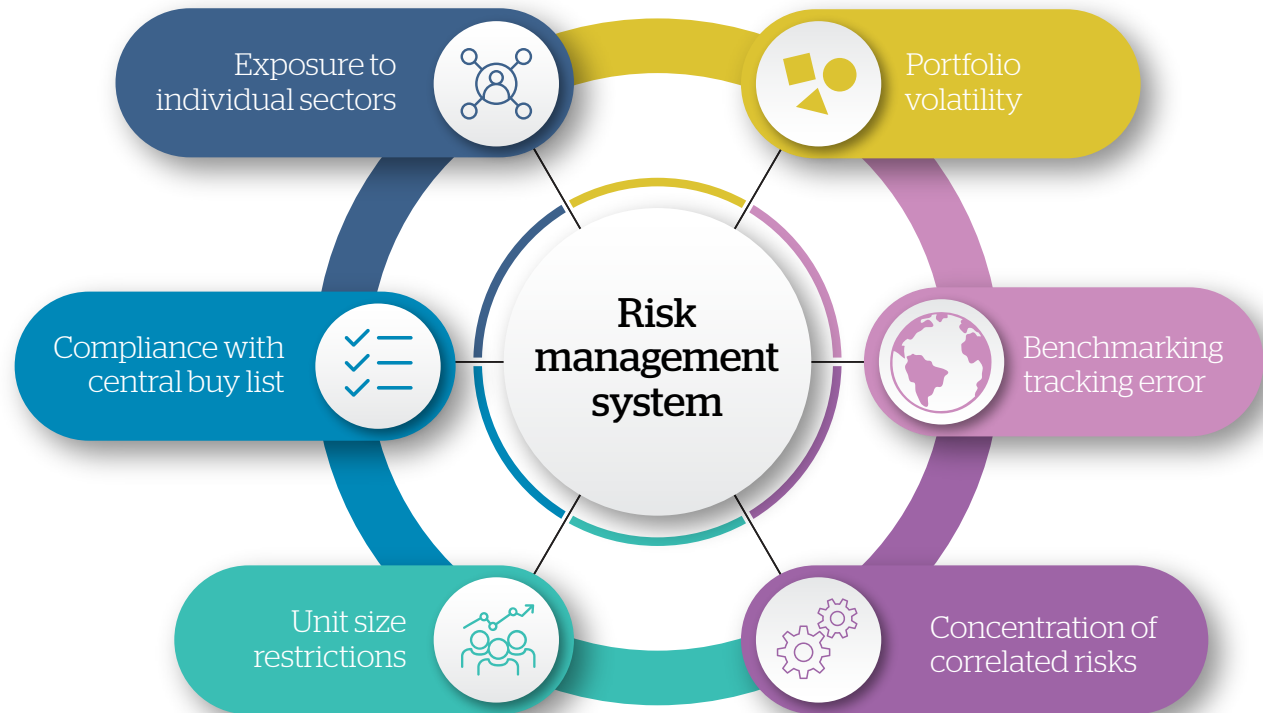 Exposure to
individual sectors
Portfolio
volatility
Compliance with
central buy list
Risk
management
system
Benchmarking
tracking error
Unit size
restrictions
Concentration of
correlated risks